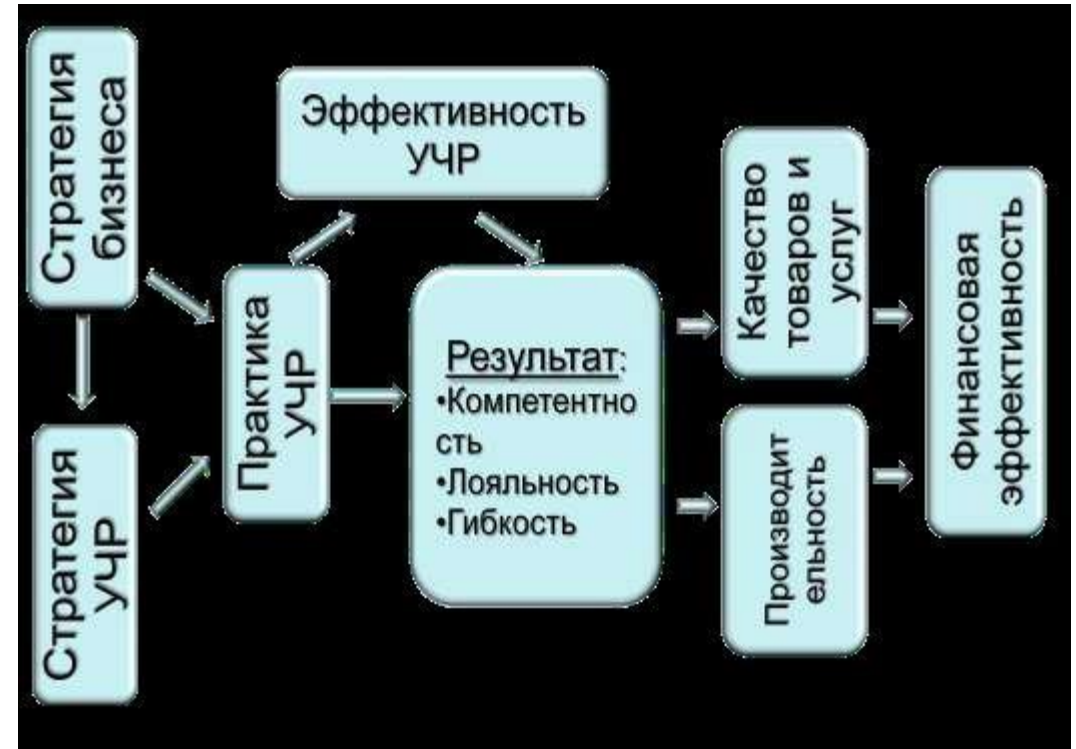 Стратегия
бизнеса
Стратегия
УЧР
Практика
УЧР
Эффективность
УЧР
Результат:
•Компетентно
сть
•Лояльность
•Гибкость
Качество
товаров и
услуг
Производит
ельность
Финансовая
эффективность